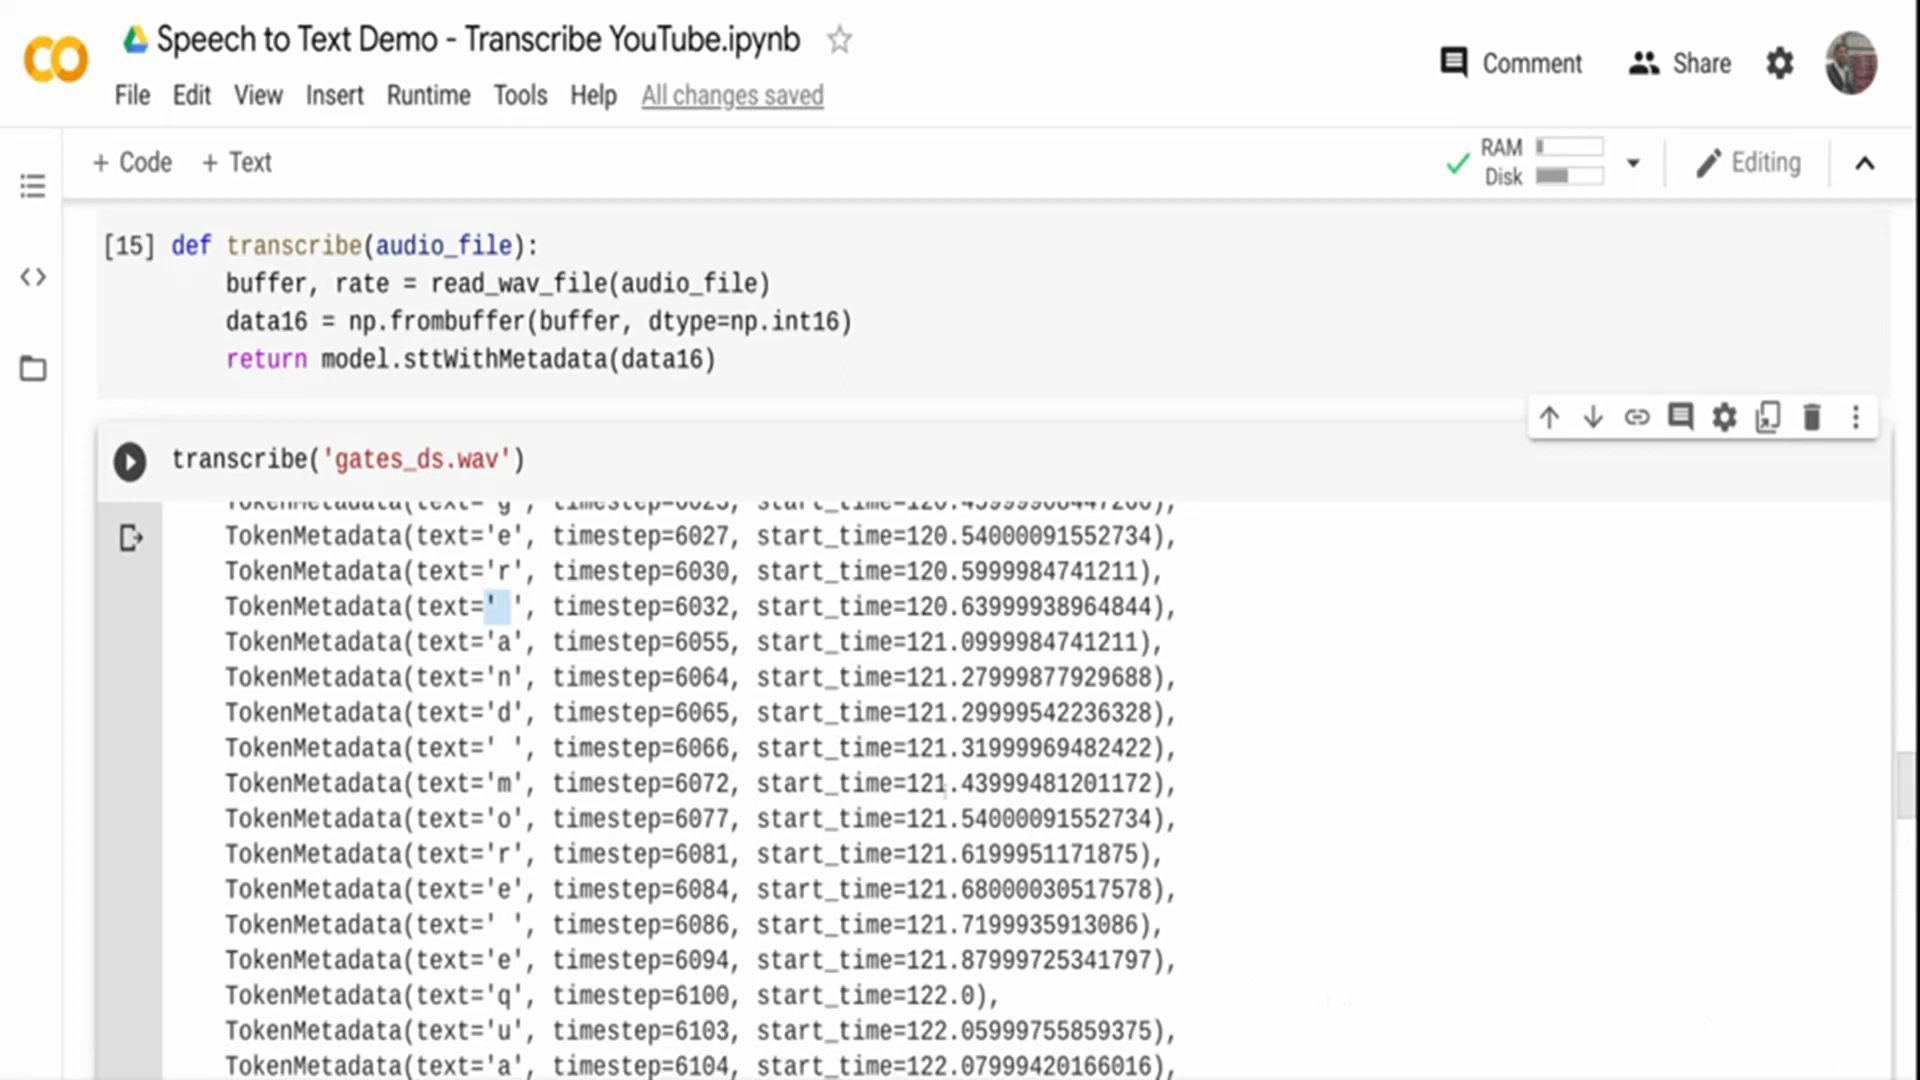 Speech to Text Demo - Transcribe YouTube.ipynb
Comment
Share
File Edit View Insert Runtime Tools Help All changes saved
+ Code + Text
RAM
Disk
Editing
[15] def transcribe(audio_file):
buffer, rate = read_wav_file(audio_file)
data16 = np.frombuffer(buffer, dtype=np.int16)
return model.sttWithMetadata(data16)
transcribe('gates_ds.wav')
TokenMetadata(text='e', timestep=6027, start_time=120.54000091552734),
TokenMetadata(text='r', timestep=6030, start_time=120.5999984741211),
TokenMetadata(text=' ', timestep=6032, start_time=120.63999938964844),
TokenMetadata(text='a', timestep=6055, start_time=121.0999984741211),
TokenMetadata(text='n', timestep=6064, start_time=121.27999877929688),
TokenMetadata(text='d', timestep=6065, start_time=121.29999542236328),
TokenMetadata(text=' ', timestep=6066, start_time=121.31999969482422),
TokenMetadata(text='m', timestep=6072, start_time=121.43999481201172),
TokenMetadata(text='o', timestep=6077, start_time=121.54000091552734),
TokenMetadata(text='r', timestep=6081, start_time=121.6199951171875),
TokenMetadata(text='e', timestep=6084, start_time=121.68000030517578),
TokenMetadata(text=' ', timestep=6086, start_time=121.7199935913086),
TokenMetadata(text='e', timestep=6094, start_time=121.87999725341797),
TokenMetadata(text='q', timestep=6100, start_time=122.0),
TokenMetadata(text='u', timestep=6103, start_time=122.05999755859375),
TokenMetadata(text='a', timestep=6104, start_time=122.07999420166016),